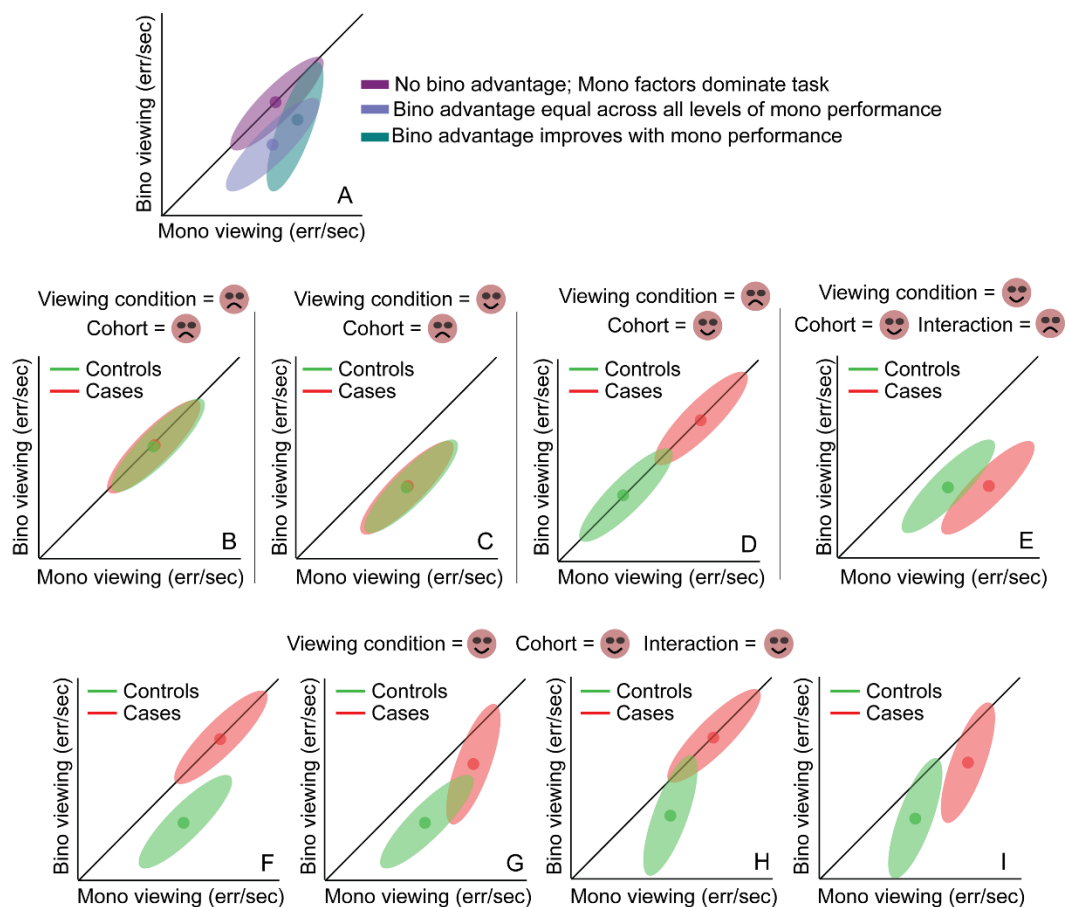 Bino viewing (err/sec)
No bino advantage; Mono factors dominate task
Bino advantage equal across all levels of mono performance
Bino advantage improves with mono performance
A
Mono viewing (err/sec)
Viewing condition =
Cohort =
Bino viewing (err/sec)
Controls
Cases
B
Mono viewing (err/sec)
Viewing condition =
Cohort =
Bino viewing (err/sec)
Controls
Cases
C
Mono viewing (err/sec)
Viewing condition =
Cohort =
Bino viewing (err/sec)
Controls
Cases
D
Mono viewing (err/sec)
Viewing condition =
Cohort = Interaction =
Bino viewing (err/sec)
Controls
Cases
E
Mono viewing (err/sec)
Viewing condition = Cohort = Interaction =
Bino viewing (err/sec)
Controls
Cases
F
Mono viewing (err/sec)
Bino viewing (err/sec)
Controls
Cases
G
Mono viewing (err/sec)
Bino viewing (err/sec)
Controls
Cases
H
Mono viewing (err/sec)
Bino viewing (err/sec)
Controls
Cases
I
Mono viewing (err/sec)